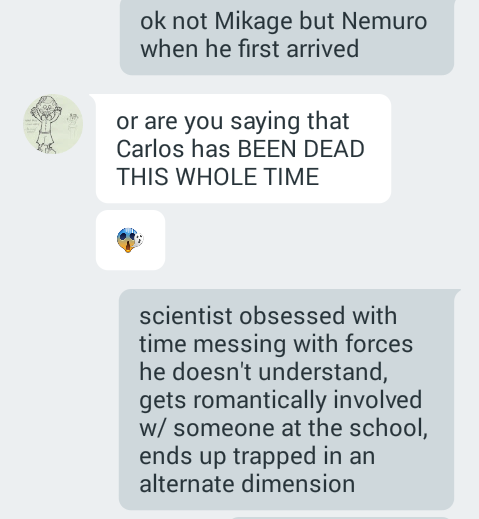 ok not Mikage but Nemuro
when he first arrived
or are you saying that
Carlos has BEEN DEAD
THIS WHOLE TIME
scientist obsessed with
time messing with forces
he doesn't understand,
gets romantically involved
w/ someone at the school,
ends up trapped in an
alternate dimension